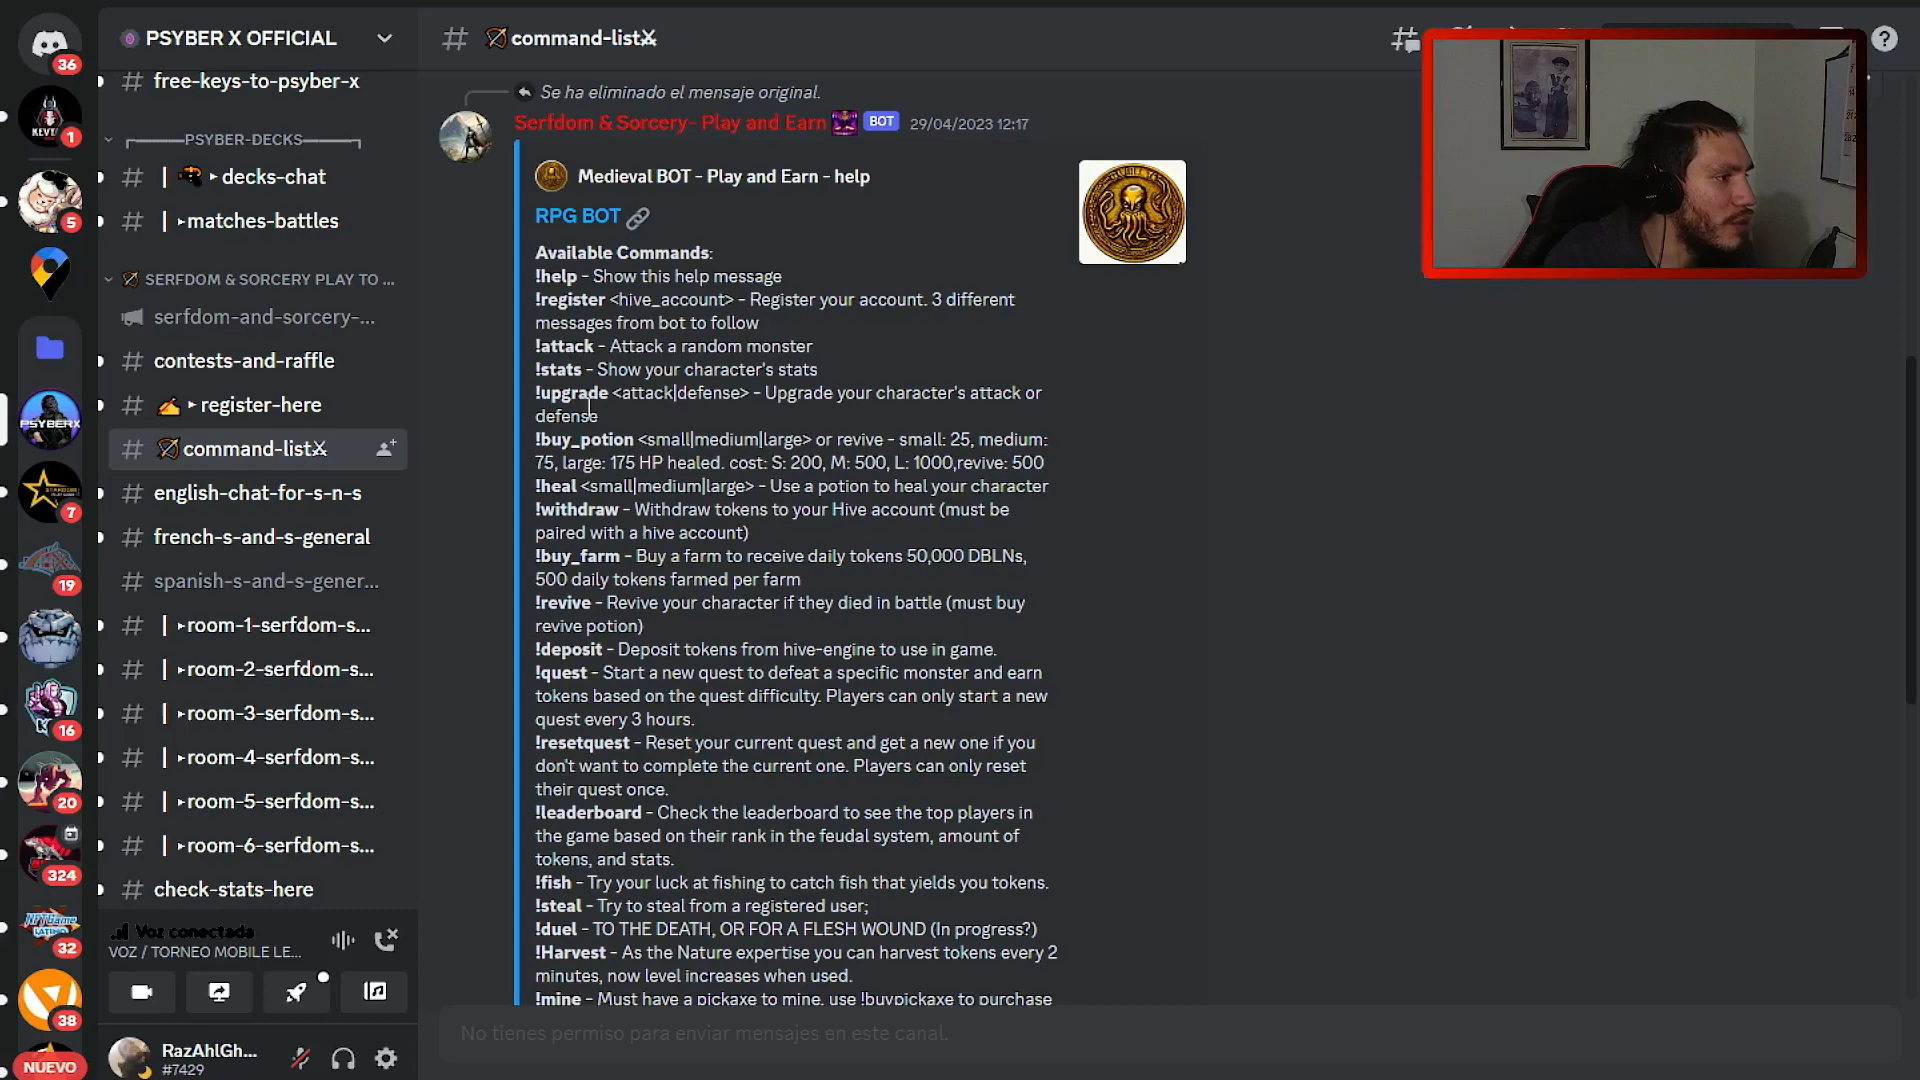 36
KEVIN
1
5
PSYBERX
7
19
16
20
324
NFTGame
LATINO
32
38
NUEVO
PSYBER X OFFICIAL
# free-keys-to-psyber-x
PSYBER-DECKS
# | ▸decks-chat
# | ▸matches-battles
SERFDOM & SORCERY PLAY TO ...
serfdom-and-sorcery-...
# contests-and-raffle
# ✍ ▸register-here
# 🏹command-list⚔
# english-chat-for-s-n-s
# french-s-and-s-general
# spanish-s-and-s-gener...
# | ▸room-1-serfdom-s...
# | ▸room-2-serfdom-s...
# | ▸room-3-serfdom-s...
# | ▸room-4-serfdom-s...
# | ▸room-5-serfdom-s...
# | ▸room-6-serfdom-s...
# check-stats-here
Voz conectada
VOZ / TORNEO MOBILE LE...
RazAhlGh...
#7429
# 🏹command-list⚔
Se ha eliminado el mensaje original.
Serfdom & Sorcery- Play and Earn BOT 29/04/2023 12:17
Medieval BOT - Play and Earn - help
RPG BOT 🔗
Available Commands:
!help - Show this help message
!register <hive_account> - Register your account. 3 different
messages from bot to follow
!attack - Attack a random monster
!stats - Show your character's stats
!upgrade <attack|defense> - Upgrade your character's attack or
defense
!buy_potion <small|medium|large> or revive - small: 25, medium:
75, large: 175 HP healed. cost: S: 200, M: 500, L: 1000,revive: 500
!heal <small|medium|large> - Use a potion to heal your character
!withdraw - Withdraw tokens to your Hive account (must be
paired with a hive account)
!buy_farm - Buy a farm to receive daily tokens 50,000 DBLNs,
500 daily tokens farmed per farm
!revive - Revive your character if they died in battle (must buy
revive potion)
!deposit - Deposit tokens from hive-engine to use in game.
!quest - Start a new quest to defeat a specific monster and earn
tokens based on the quest difficulty. Players can only start a new
quest every 3 hours.
!resetquest - Reset your current quest and get a new one if you
don't want to complete the current one. Players can only reset
their quest once.
!leaderboard - Check the leaderboard to see the top players in
the game based on their rank in the feudal system, amount of
tokens, and stats.
!fish - Try your luck at fishing to catch fish that yields you tokens.
!steal - Try to steal from a registered user;
!duel - TO THE DEATH, OR FOR A FLESH WOUND (In progress?)
!Harvest - As the Nature expertise you can harvest tokens every 2
minutes, now level increases when used.
!mine - Must have a pickaxe to mine, use !buypickaxe to purchase
No tienes permiso para enviar mensajes en este canal.